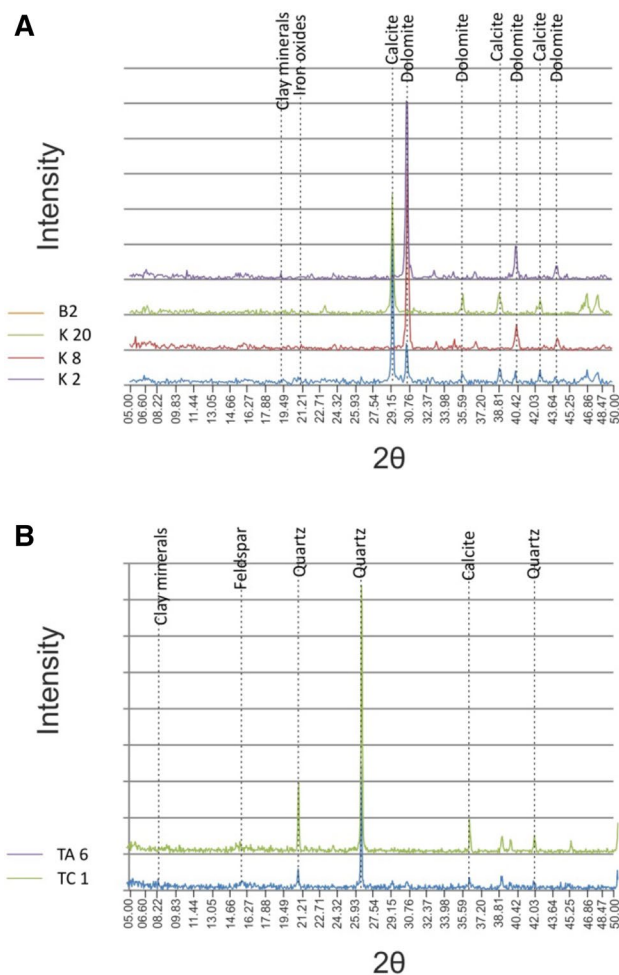 A
Clay minerals
Iron oxides
Calcite
Dolomite
Dolomite
Calcite
Dolomite
Calcite
Dolomite
Intensity
B2
K 20
K 8
K 2
05.00 06.60 08.22 09.83 11.44 13.05 14.66 16.27 17.88 19.49 21.21 22.71 24.32 25.93 27.54 29.15 30.76 32.37 33.98 35.59 37.20 38.81 40.42 42.03 43.64 45.25 46.86 48.47 50.00
2θ
B
Clay minerals
Feldspar
Quartz
Quartz
Calcite
Quartz
Intensity
TA 6
TC 1
05.00 06.60 08.22 09.83 11.44 13.05 14.66 16.27 17.88 19.49 21.21 22.71 24.32 25.93 27.54 29.15 30.76 32.37 33.98 35.59 37.20 38.81 40.42 42.03 43.64 45.25 46.86 48.47 50.00
2θ